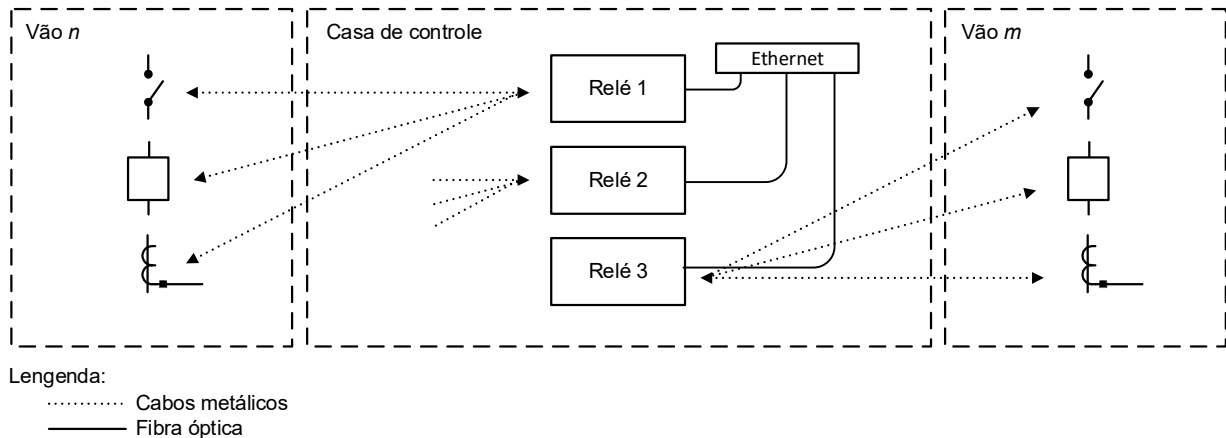 Vão n
Casa de controle
Vão m
Ethernet
Relé 1
Relé 2
Relé 3
Lengenda:
Cabos metálicos
Fibra óptica